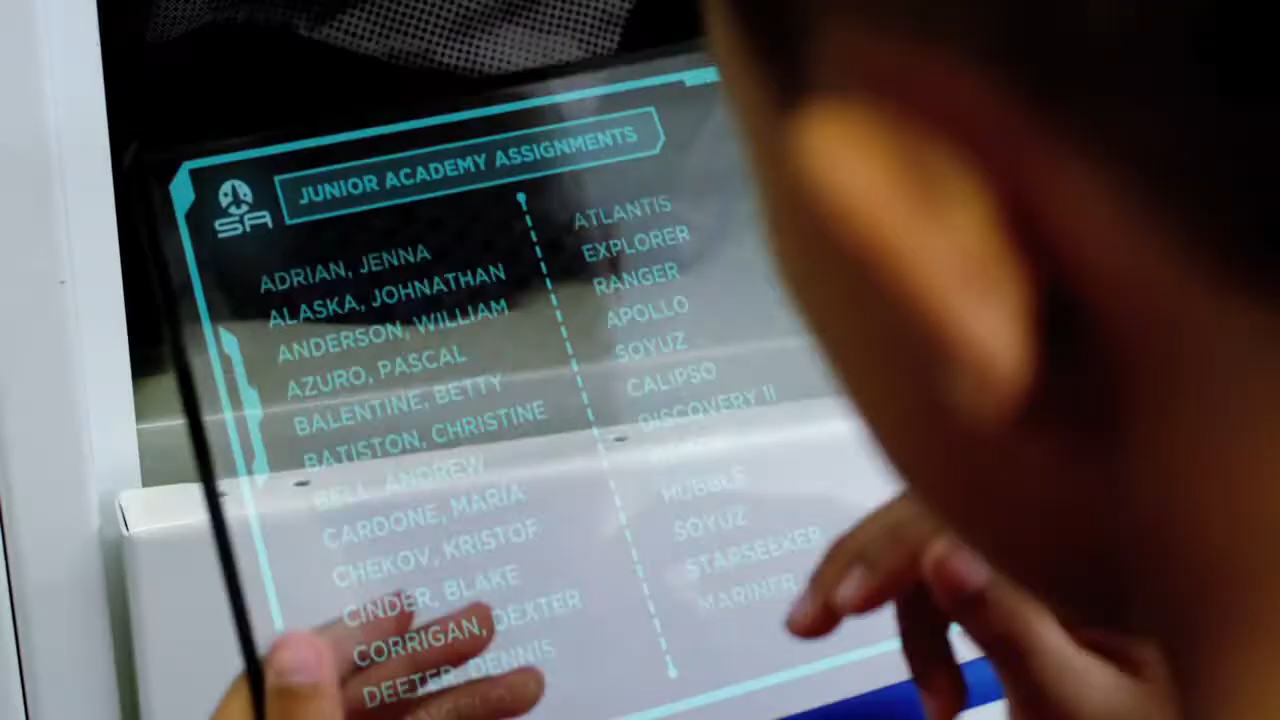 SA
JUNIOR ACADEMY ASSIGNMENTS
ADRIAN, JENNA ATLANTIS
ALASKA, JOHNATHAN EXPLORER
ANDERSON, WILLIAM RANGER
AZURO, PASCAL APOLLO
BALENTINE, BETTY SOYUZ
BATISTON, CHRISTINE CALIPSO
BELL, ANDREW DISCOVERY II
CARDONE, MARIA
CHEKOV, KRISTOF HUBBLE
CINDER, BLAKE SOYUZ
CORRIGAN, DEXTER STARSEEKER
DEETER, DENNIS MARINER